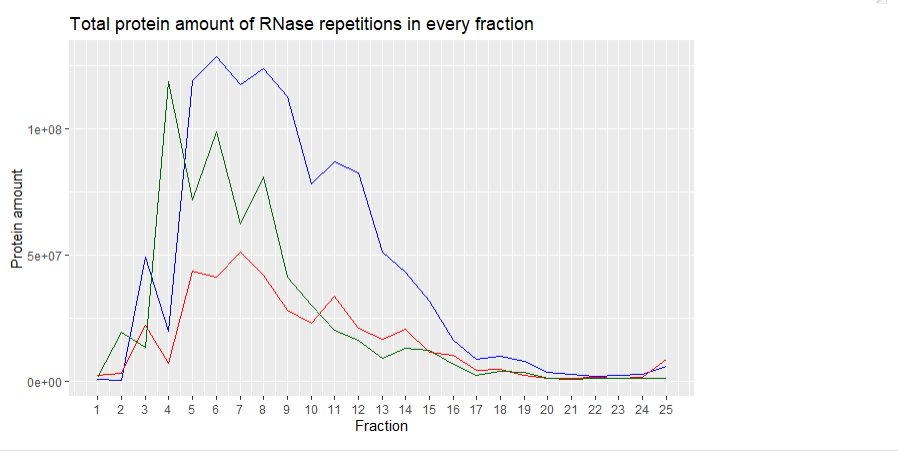 Total protein amount of RNase repetitions in every fraction
Protein amount
1e+08
5e+07
0e+00
1 2 3 4 5 6 7 8 9 10 11 12 13 14 15 16 17 18 19 20 21 22 23 24 25
Fraction